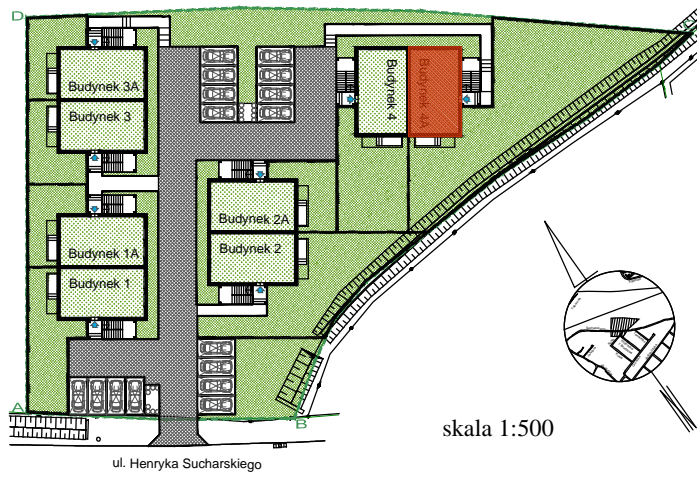 D
C
Budynek 3A
Budynek 3
Budynek 4
Budynek 4A
Budynek 2A
Budynek 2
Budynek 1A
Budynek 1
A
B
skala 1:500
ul. Henryka Sucharskiego